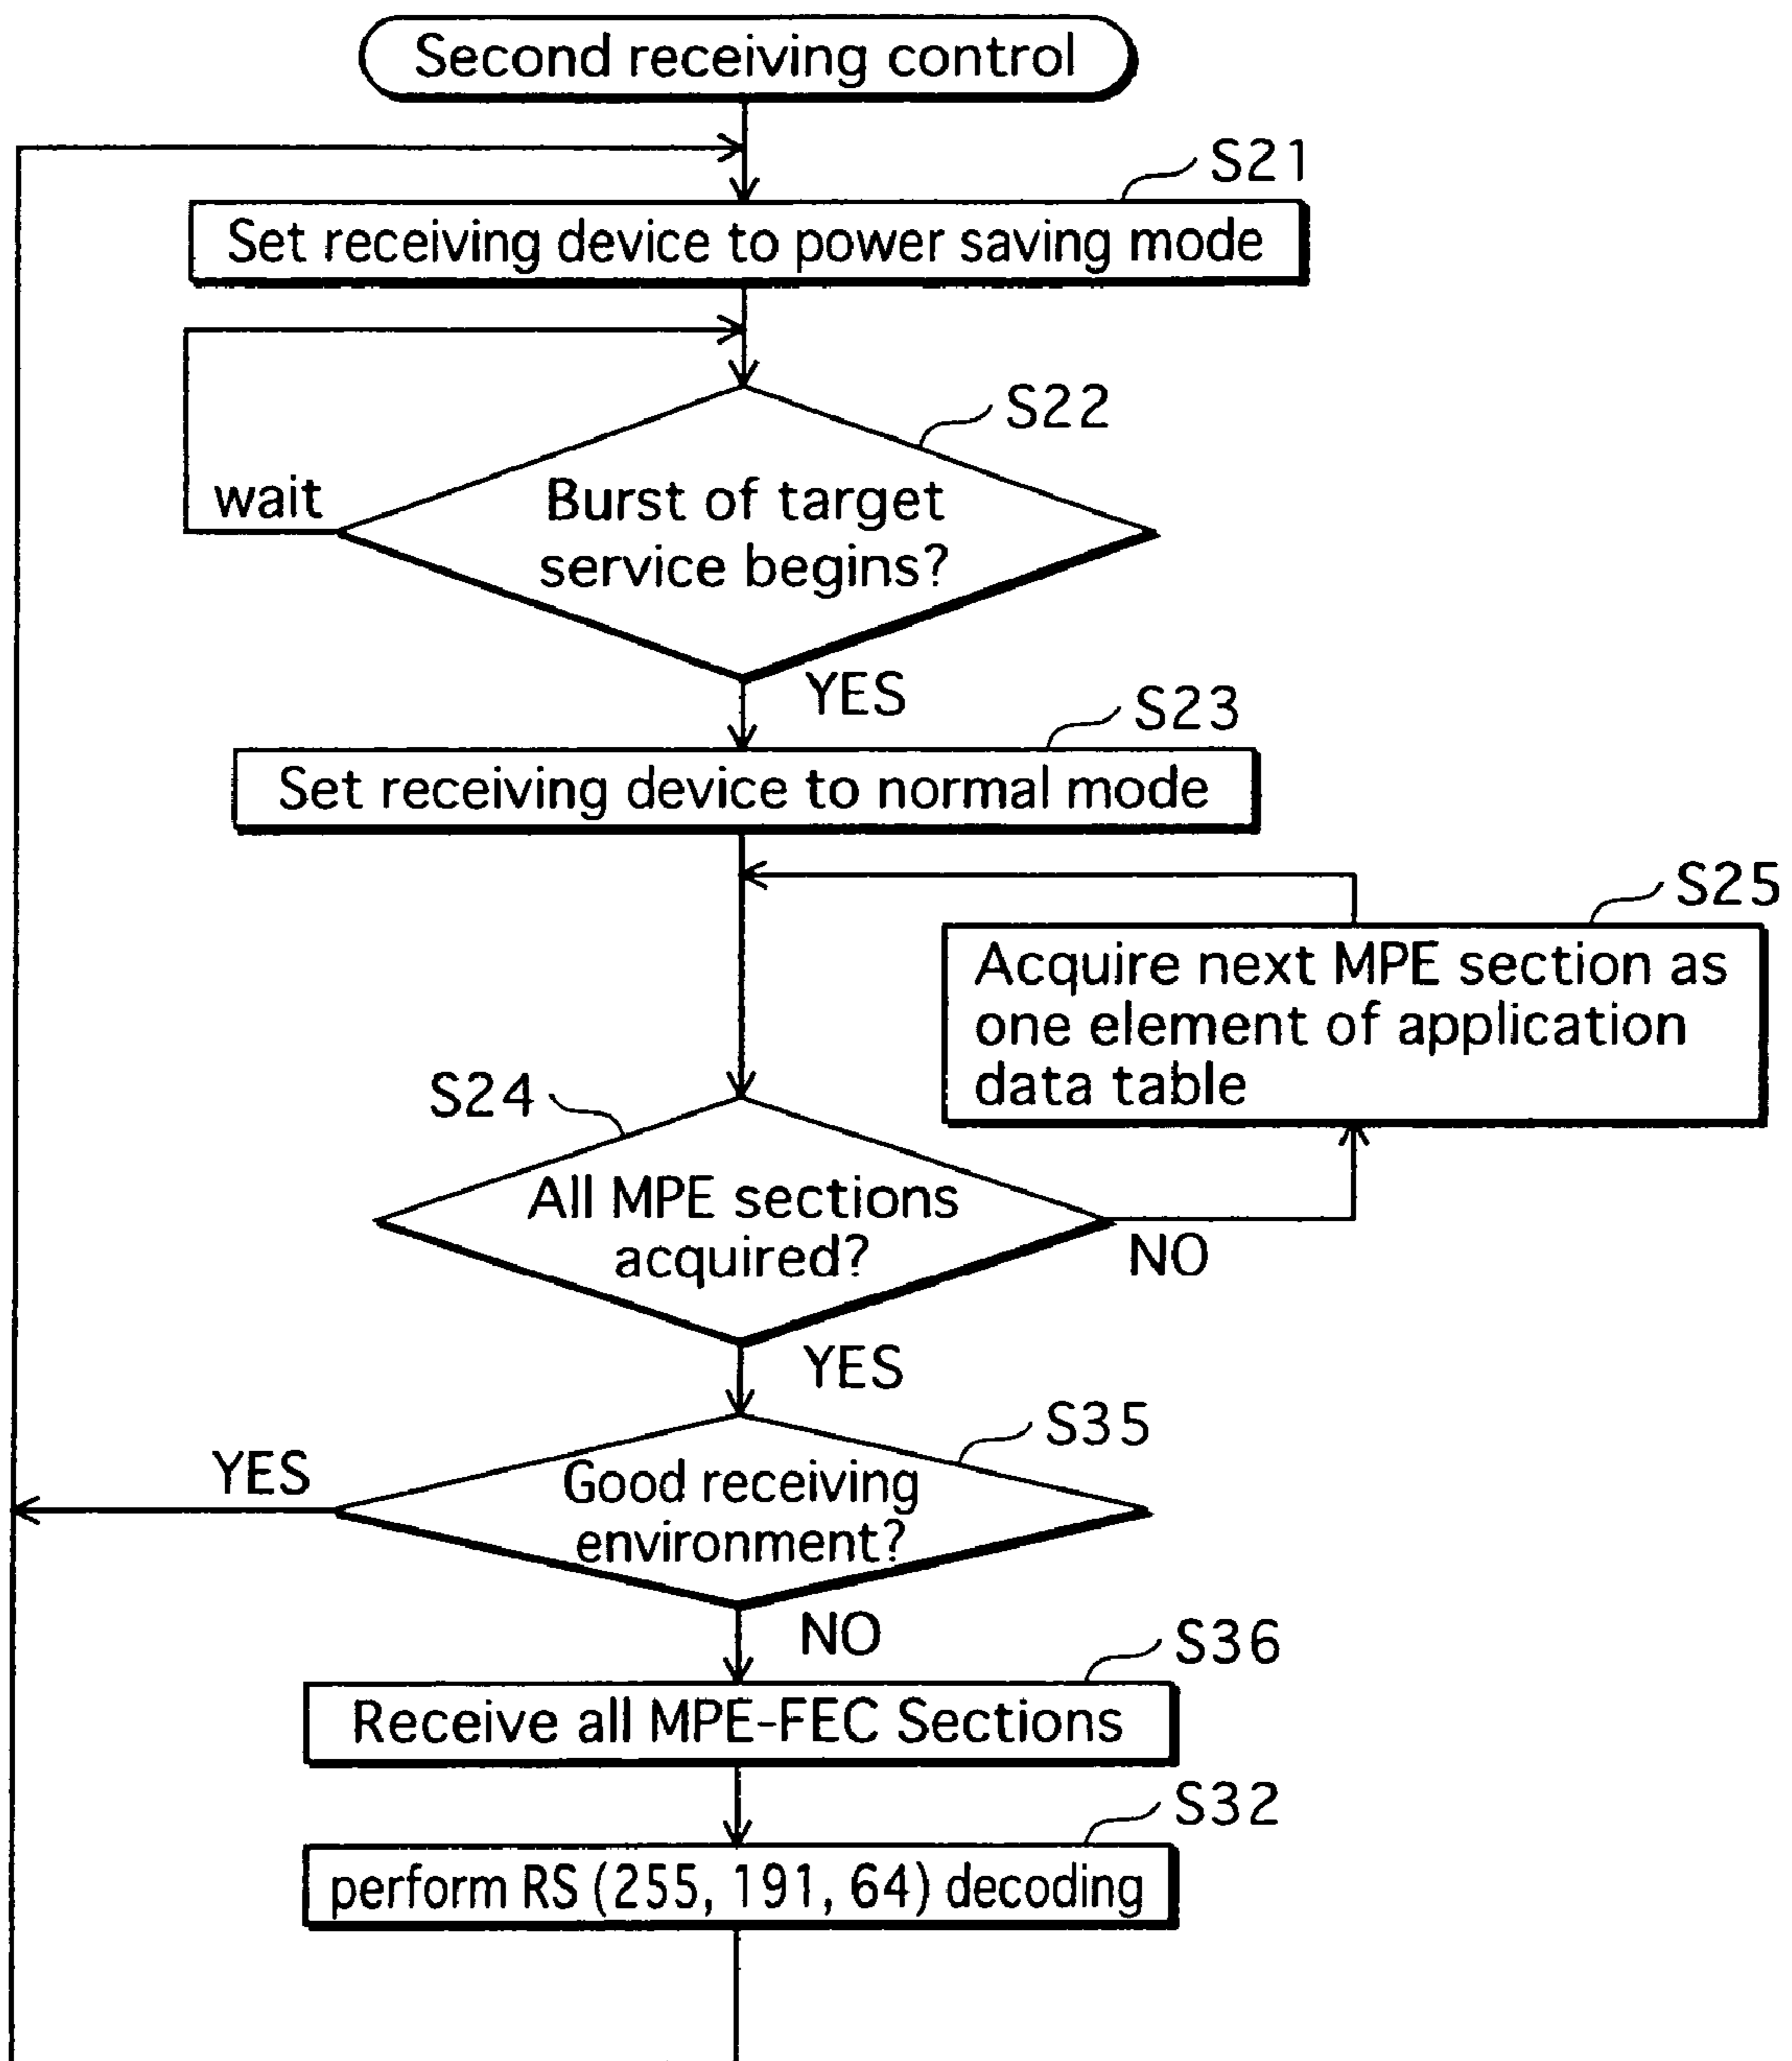 Second receiving control
S21
Set receiving device to power saving mode
S22
wait
Burst of target
service begins?
YES
S23
Set receiving device to normal mode
S25
Acquire next MPE section as
one element of application
data table
S24
All MPE sections
acquired?
NO
YES
S35
YES
Good receiving
environment?
NO
S36
Receive all MPE-FEC Sections
S32
perform RS (255, 191, 64) decoding